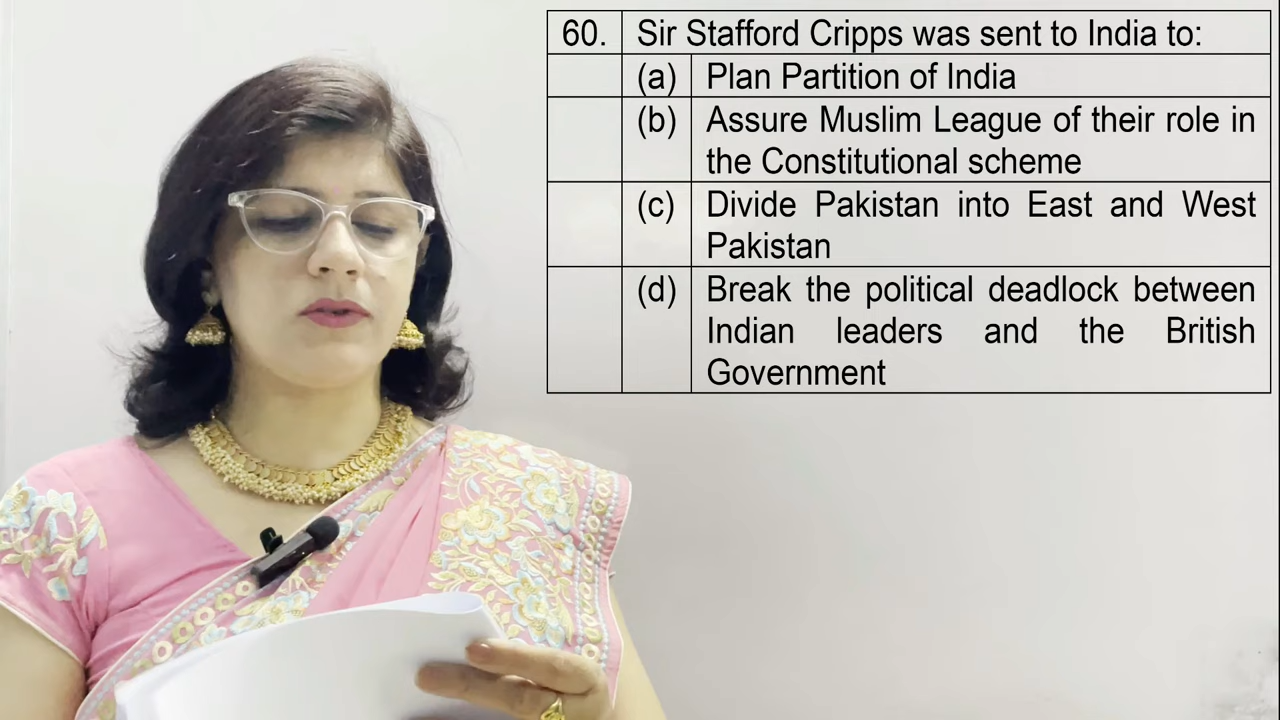 60. Sir Stafford Cripps was sent to India to:
(a) Plan Partition of India
(b) Assure Muslim League of their role in
the Constitutional scheme
(c) Divide Pakistan into East and West
Pakistan
(d) Break the political deadlock between
Indian leaders and the British
Government